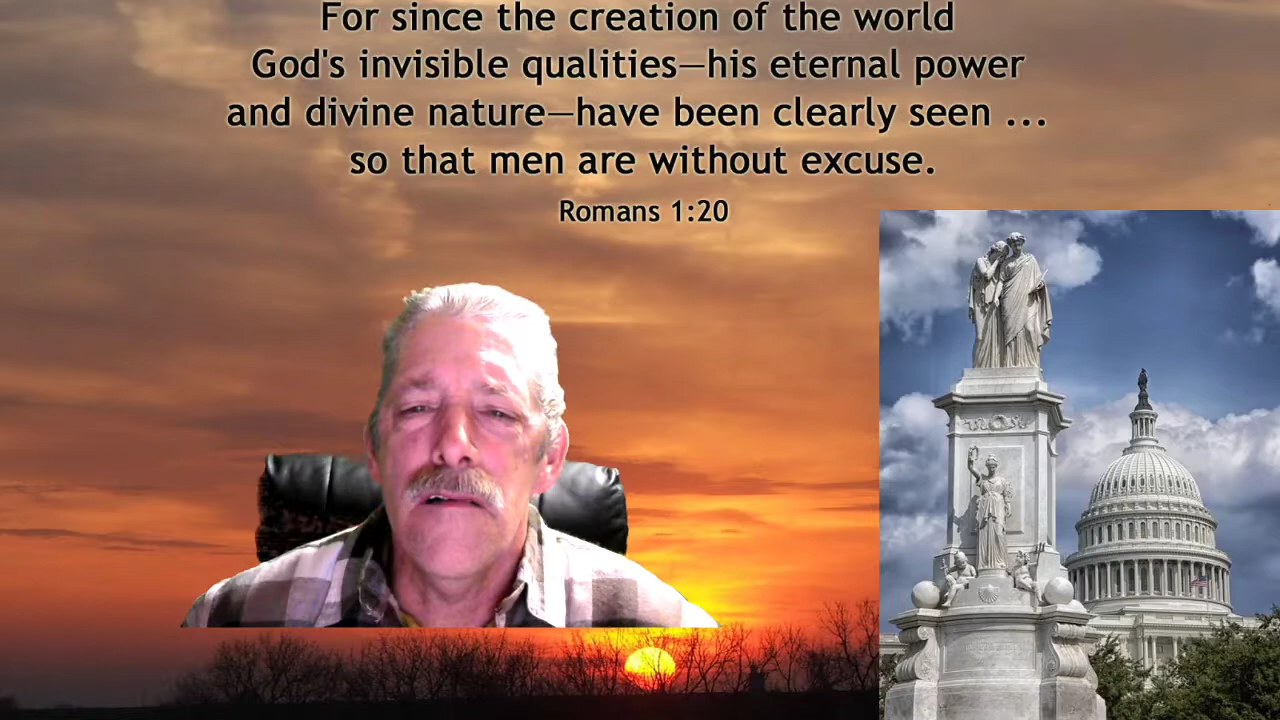 For since the creation of the world
God's invisible qualities—his eternal power
and divine nature—have been clearly seen ...
so that men are without excuse.
Romans 1:20